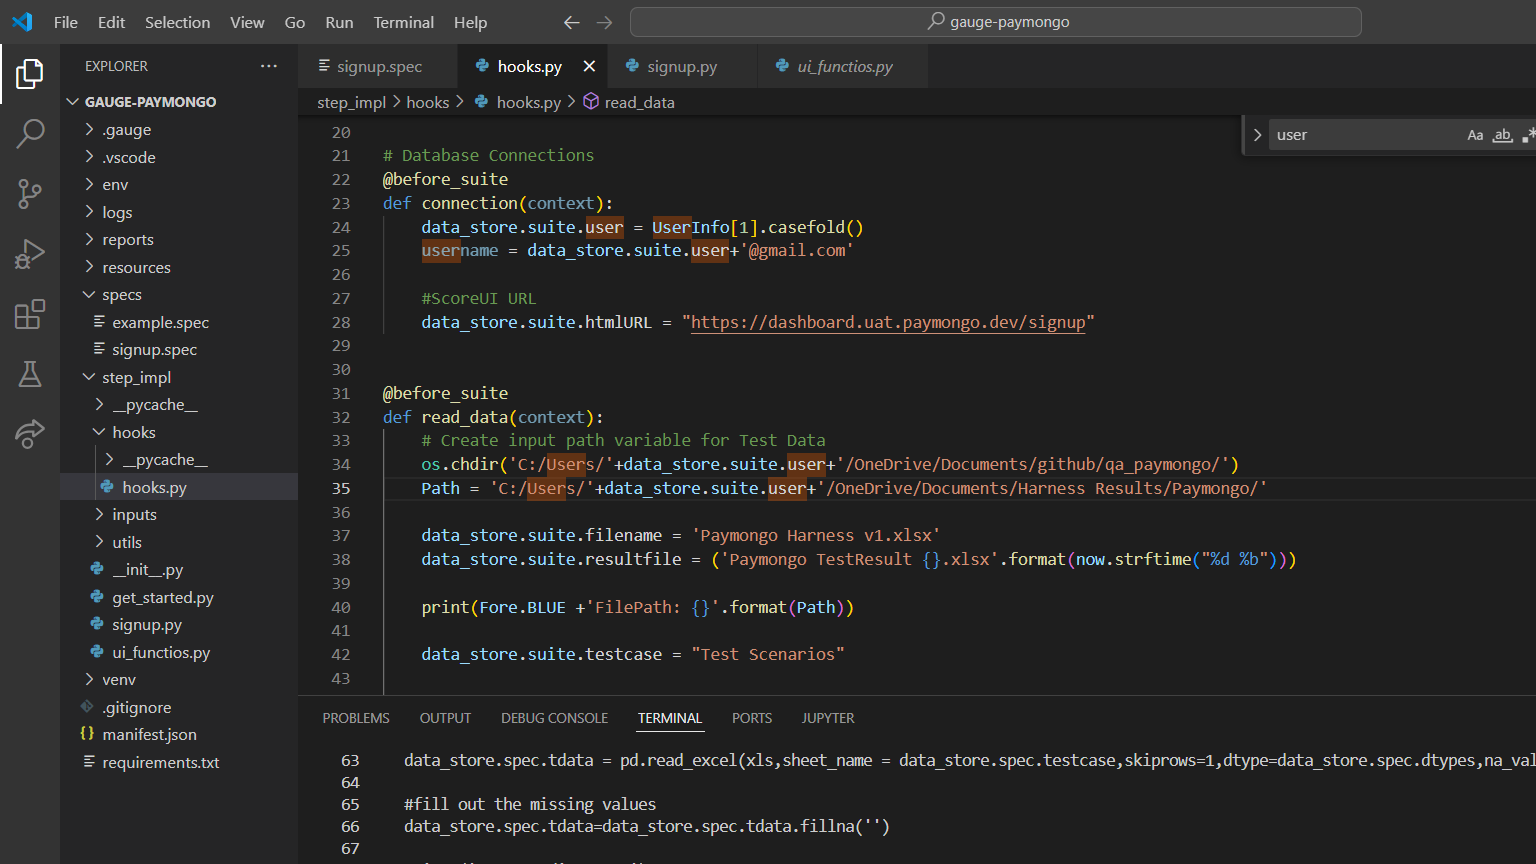 File Edit Selection View Go Run Terminal Help
gauge-paymongo
EXPLORER
GAUGE-PAYMONGO
.gauge
.vscode
env
logs
reports
resources
specs
example.spec
signup.spec
step_impl
__pycache__
hooks
__pycache__
hooks.py
inputs
utils
__init__.py
get_started.py
signup.py
ui_functios.py
venv
.gitignore
manifest.json
requirements.txt
signup.spec hooks.py signup.py ui_functios.py
step_impl > hooks > hooks.py > read_data
user Aa ab
20
21 # Database Connections
22 @before_suite
23 def connection(context):
24 data_store.suite.user = UserInfo[1].casefold()
25 username = data_store.suite.user+'@gmail.com'
26
27 #ScoreUI URL
28 data_store.suite.htmlURL = "https://dashboard.uat.paymongo.dev/signup"
29
30
31 @before_suite
32 def read_data(context):
33 # Create input path variable for Test Data
34 os.chdir('C:/Users/'+data_store.suite.user+'/OneDrive/Documents/github/qa_paymongo/')
35 Path = 'C:/Users/'+data_store.suite.user+'/OneDrive/Documents/Harness Results/Paymongo/'
36
37 data_store.suite.filename = 'Paymongo Harness v1.xlsx'
38 data_store.suite.resultfile = ('Paymongo TestResult {}.xlsx'.format(now.strftime("%d %b")))
39
40 print(Fore.BLUE +'FilePath: {}'.format(Path))
41
42 data_store.suite.testcase = "Test Scenarios"
43
PROBLEMS OUTPUT DEBUG CONSOLE TERMINAL PORTS JUPYTER
63 data_store.spec.tdata = pd.read_excel(xls,sheet_name = data_store.spec.testcase,skiprows=1,dtype=data_store.spec.dtypes,na_val
64
65 #fill out the missing values
66 data_store.spec.tdata=data_store.spec.tdata.fillna('')
67